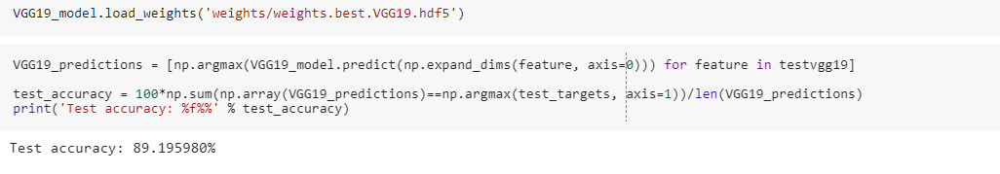 VGG19_model.load_weights('weights/weights.best.VGG19.hdf5')
VGG19_predictions = [np.argmax(VGG19_model.predict(np.expand_dims(feature, axis=0))) for feature in testvgg19]
test_accuracy = 100*np.sum(np.array(VGG19_predictions)==np.argmax(test_targets, axis=1))/len(VGG19_predictions)
print('Test accuracy: %f%%' % test_accuracy)
Test accuracy: 89.195980%